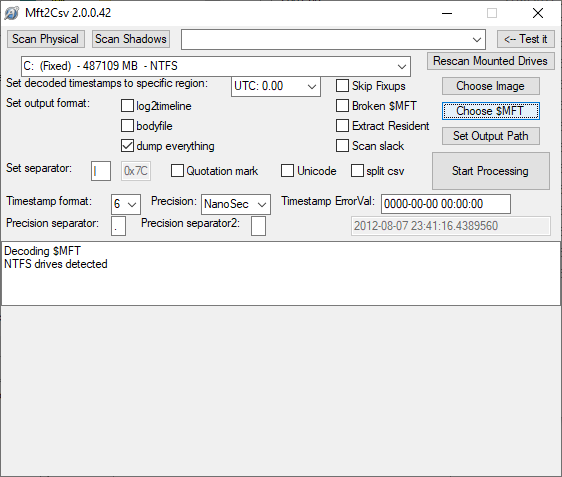 Mft2Csv 2.0.0.42
Scan Physical Scan Shadows <-- Test it
C: (Fixed) - 487109 MB - NTFS Rescan Mounted Drives
Set decoded timestamps to specific region: UTC: 0.00 Skip Fixups Choose Image
Set output format: log2timeline Broken $MFT Choose $MFT
bodyfile Extract Resident Set Output Path
dump everything Scan slack
Set separator: | 0x7C Quotation mark Unicode split csv Start Processing
Timestamp format: 6 Precision: NanoSec Timestamp ErrorVal: 0000-00-00 00:00:00
Precision separator: . Precision separator2: 2012-08-07 23:41:16.4389560
Decoding $MFT
NTFS drives detected